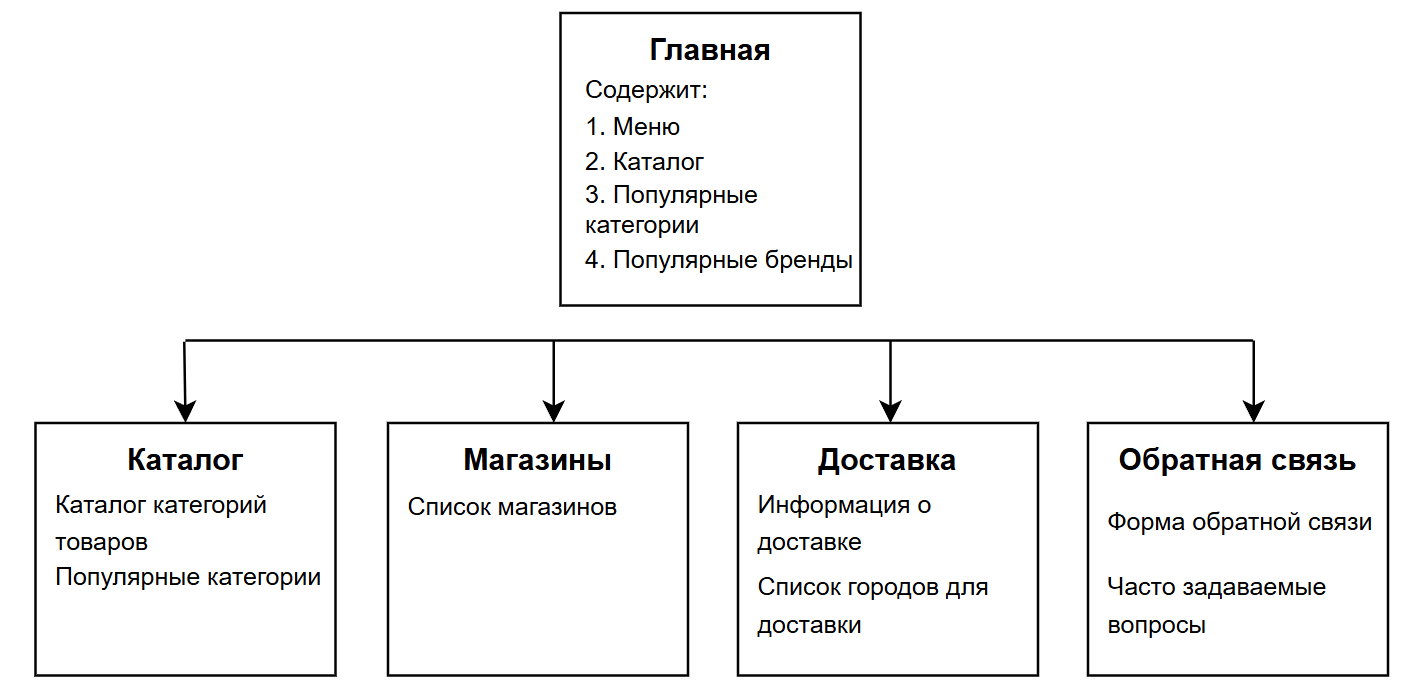 Главная
Содержит:
1. Меню
2. Каталог
3. Популярные
категории
4. Популярные бренды
Каталог
Каталог категорий
товаров
Популярные категории
Магазины
Список магазинов
Доставка
Информация о
доставке
Список городов для
доставки
Обратная связь
Форма обратной связи
Часто задаваемые
вопросы